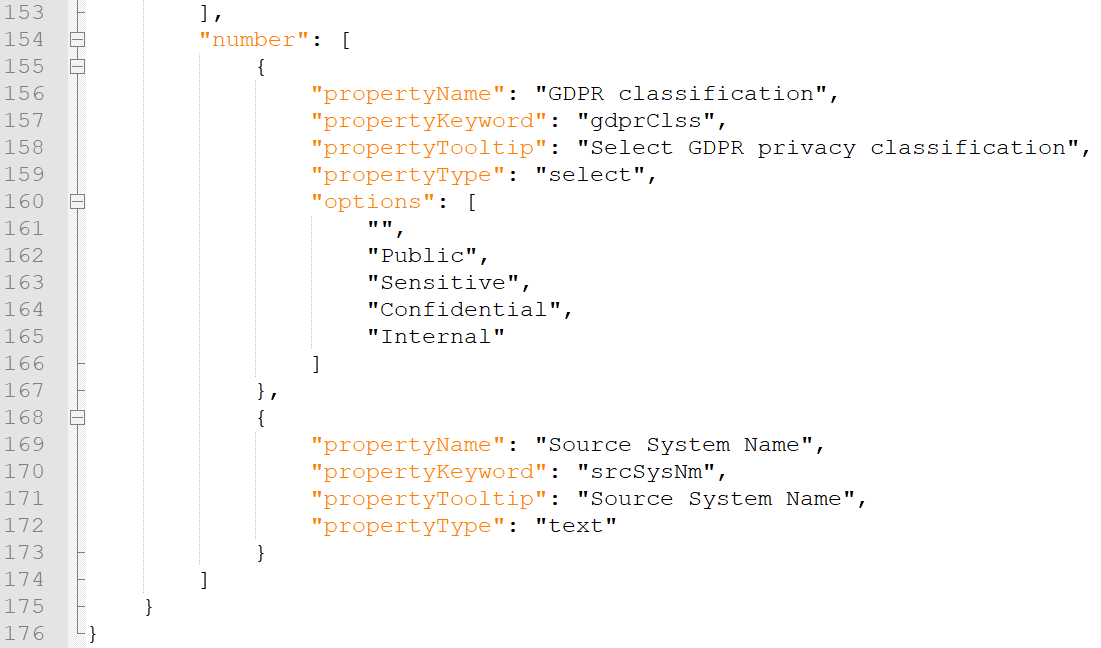 153 ],
154 "number": [
155 {
156 "propertyName": "GDPR classification",
157 "propertyKeyword": "gdprClss",
158 "propertyTooltip": "Select GDPR privacy classification",
159 "propertyType": "select",
160 "options": [
161 "",
162 "Public",
163 "Sensitive",
164 "Confidential",
165 "Internal"
166 ]
167 },
168 {
169 "propertyName": "Source System Name",
170 "propertyKeyword": "srcSysNm",
171 "propertyTooltip": "Source System Name",
172 "propertyType": "text"
173 }
174 ]
175 }
176 }